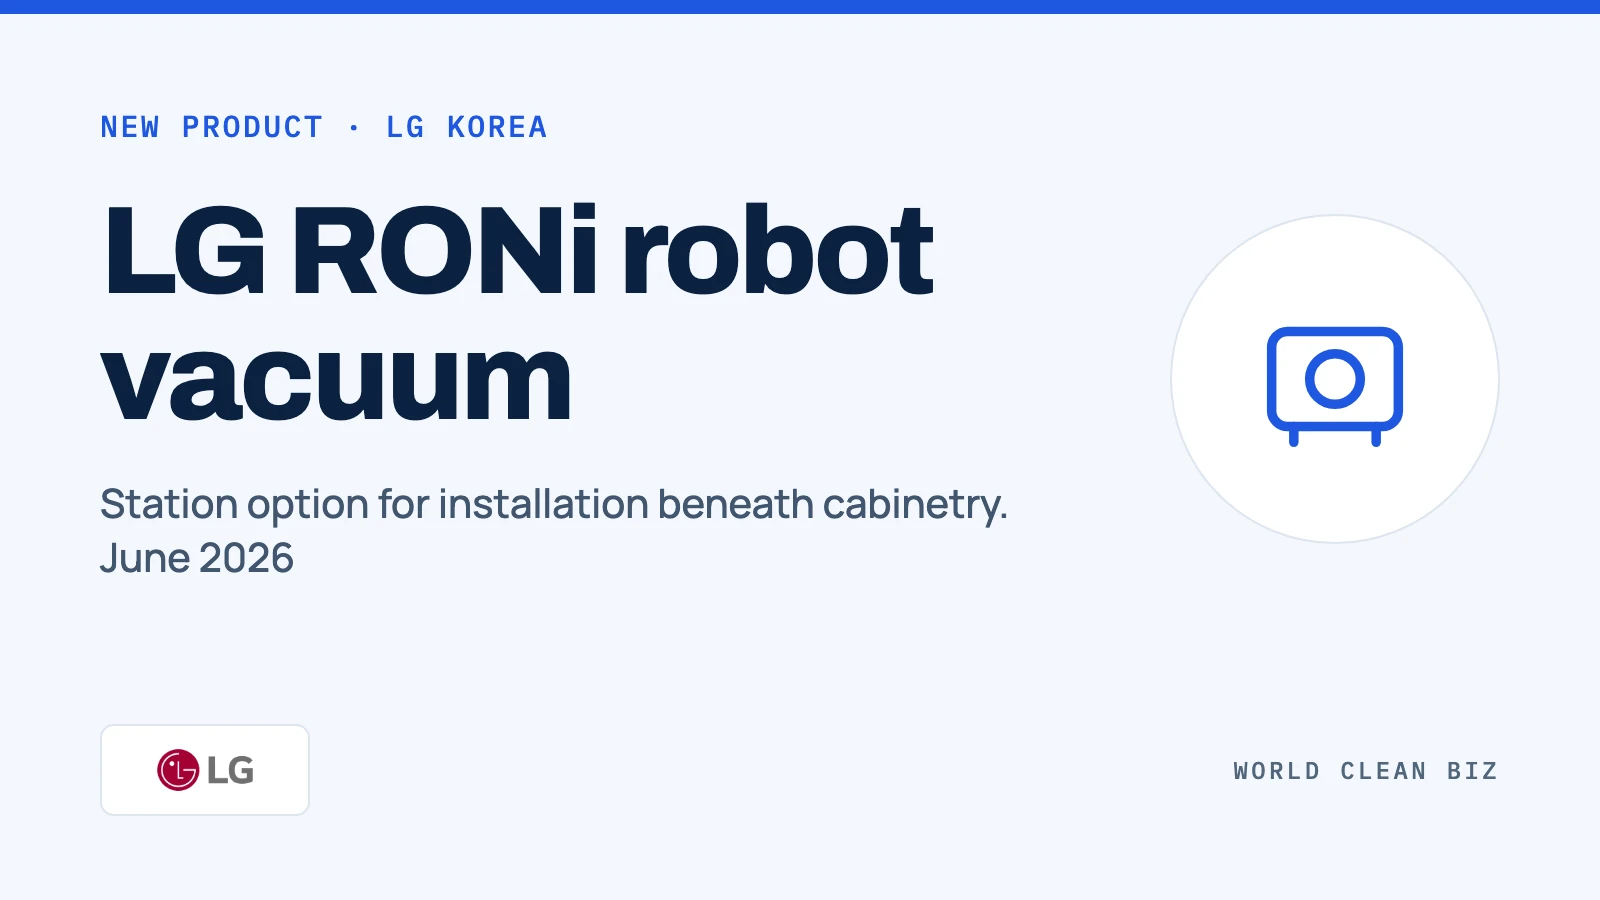 NEW PRODUCT · LG KOREA
LG RONi robot
vacuum
Station option for installation beneath cabinetry.
June 2026
LG
WORLD CLEAN BIZ